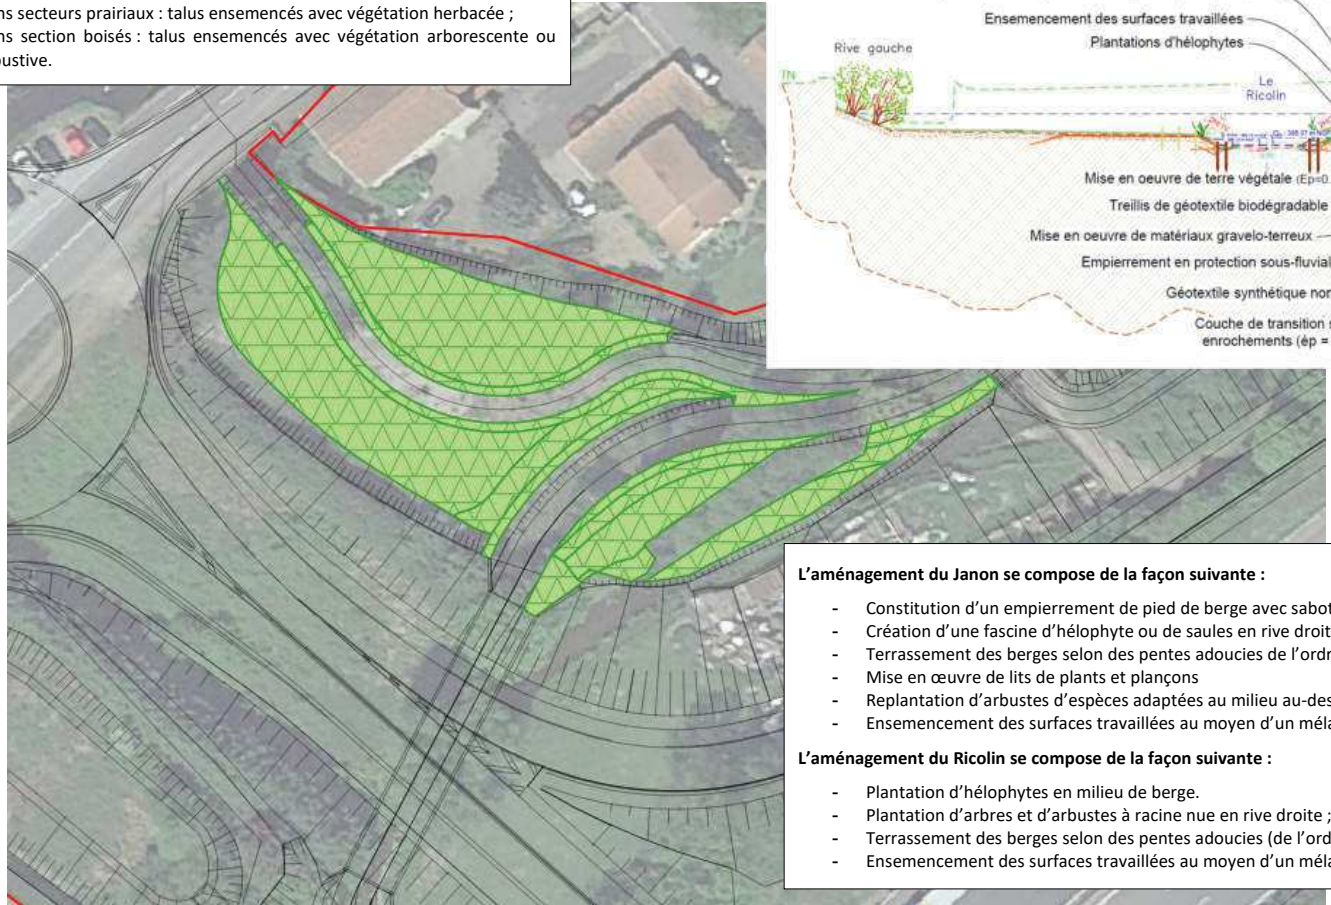 ns secteurs prairiaux : talus ensemencés avec végétation herbacée ;
ns section boisés : talus ensemencés avec végétation arborescente ou
bustive.
Ensemencement des surfaces travaillées
Plantations d'hélophytes
Rive gauche
TN
Le
Ricolin
Mise en oeuvre de terre végétale (Ep=0.
Treillis de géotextile biodégradable
Mise en oeuvre de matériaux gravelo-terreux
Empierrement en protection sous-fluvial
Géotextile synthétique non
Couche de transition s
enrochements (ép =
L'aménagement du Janon se compose de la façon suivante :
- Constitution d'un empierrement de pied de berge avec sabot
- Création d'une fascine d'hélophyte ou de saules en rive droit
- Terrassement des berges selon des pentes adoucies de l'ordr
- Mise en œuvre de lits de plants et plançons
- Replantation d'arbustes d'espèces adaptées au milieu au-des
- Ensemencement des surfaces travaillées au moyen d'un méla
L'aménagement du Ricolin se compose de la façon suivante :
- Plantation d'hélophytes en milieu de berge.
- Plantation d'arbres et d'arbustes à racine nue en rive droite ;
- Terrassement des berges selon des pentes adoucies (de l'ord
- Ensemencement des surfaces travaillées au moyen d'un méla